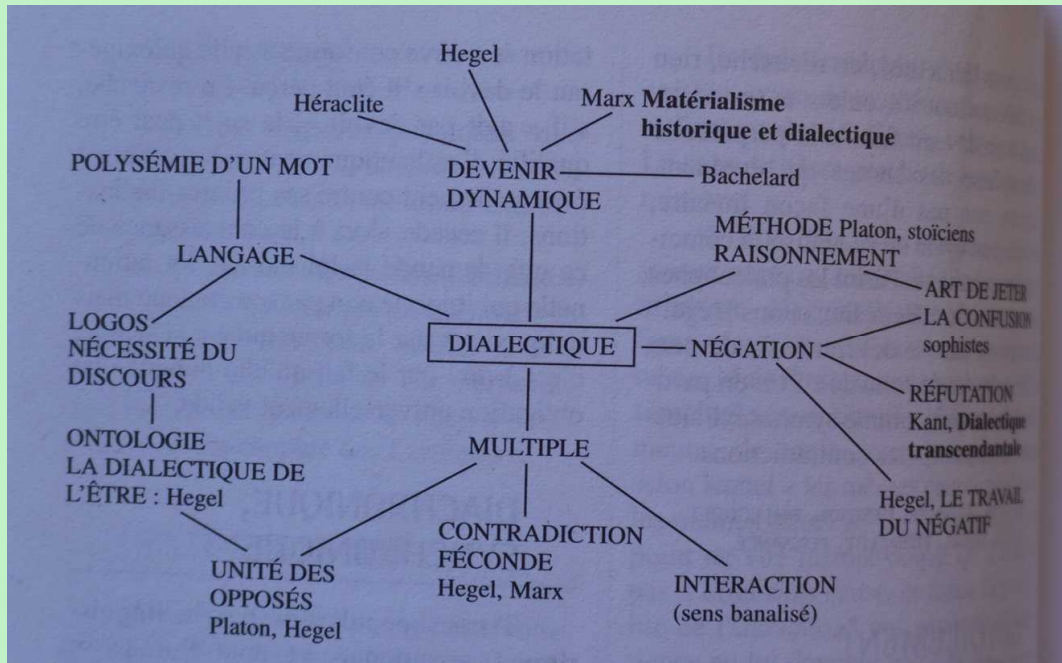 Hegel
Héraclite
Marx Matérialisme
historique et dialectique
POLYSÉMIE D'UN MOT
DEVENIR
DYNAMIQUE
Bachelard
MÉTHODE Platon, stoïciens
RAISONNEMENT
LANGAGE
ART DE JETER
LA CONFUSION
sophistes
LOGOS
NÉCESSITÉ DU
DISCOURS
DIALECTIQUE
NÉGATION
RÉFUTATION
Kant, Dialectique
transcendantale
ONTOLOGIE
LA DIALECTIQUE DE
L'ÊTRE : Hegel
MULTIPLE
Hegel, LE TRAVAIL
DU NÉGATIF
CONTRADICTION
FÉCONDE
Hegel, Marx
UNITÉ DES
OPPOSÉS
Platon, Hegel
INTERACTION
(sens banalisé)